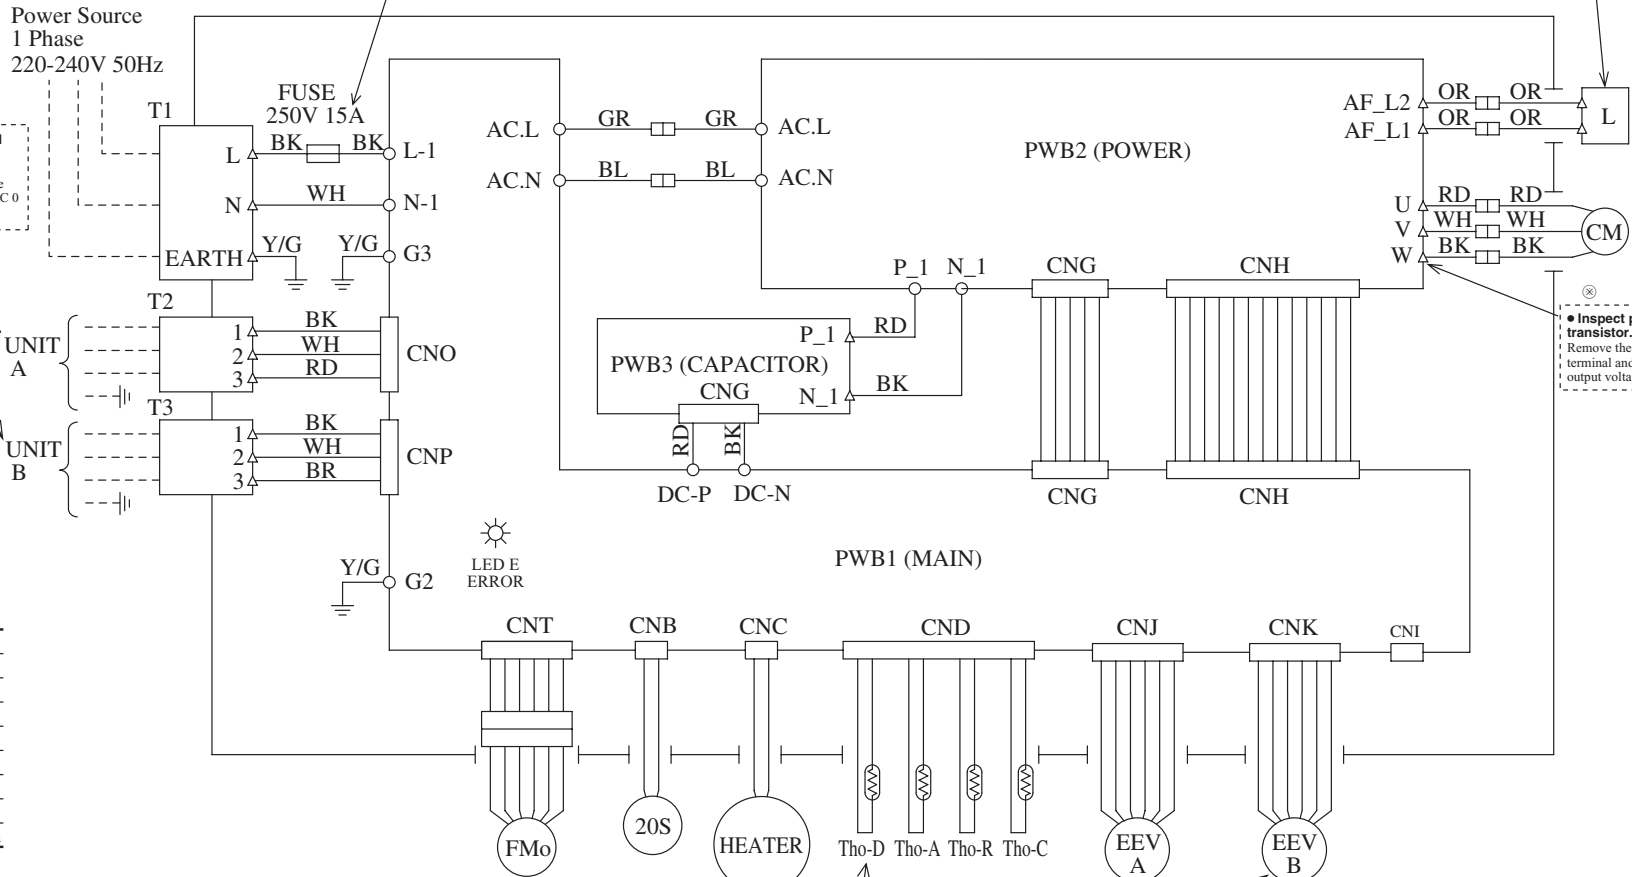 Power Source
1 Phase
220-240V 50Hz
FUSE
250V 15A
T1
L
BK
BK
L-1
N
WH
N-1
EARTH
Y/G
Y/G
G3
C 0
AC.L
GR
GR
AC.L
AC.N
BL
BL
AC.N
PWB2 (POWER)
AF_L2
OR
OR
AF_L1
OR
OR
L
U
RD
RD
V
WH
WH
W
BK
BK
CM
※
● Inspect p
transistor.
Remove the
terminal and
output volta
P_1
N_1
CNG
CNH
P_1
RD
PWB3 (CAPACITOR)
CNG
N_1
BK
RD
BK
DC-P
DC-N
CNG
CNH
T2
UNIT
A
1
BK
2
WH
3
RD
CNO
T3
UNIT
B
1
BK
2
WH
3
BR
CNP
LED E
ERROR
PWB1 (MAIN)
Y/G
G2
CNT
CNB
CNC
CND
CNJ
CNK
CNI
FMo
20S
HEATER
Tho-D
Tho-A
Tho-R
Tho-C
EEV
A
EEV
B